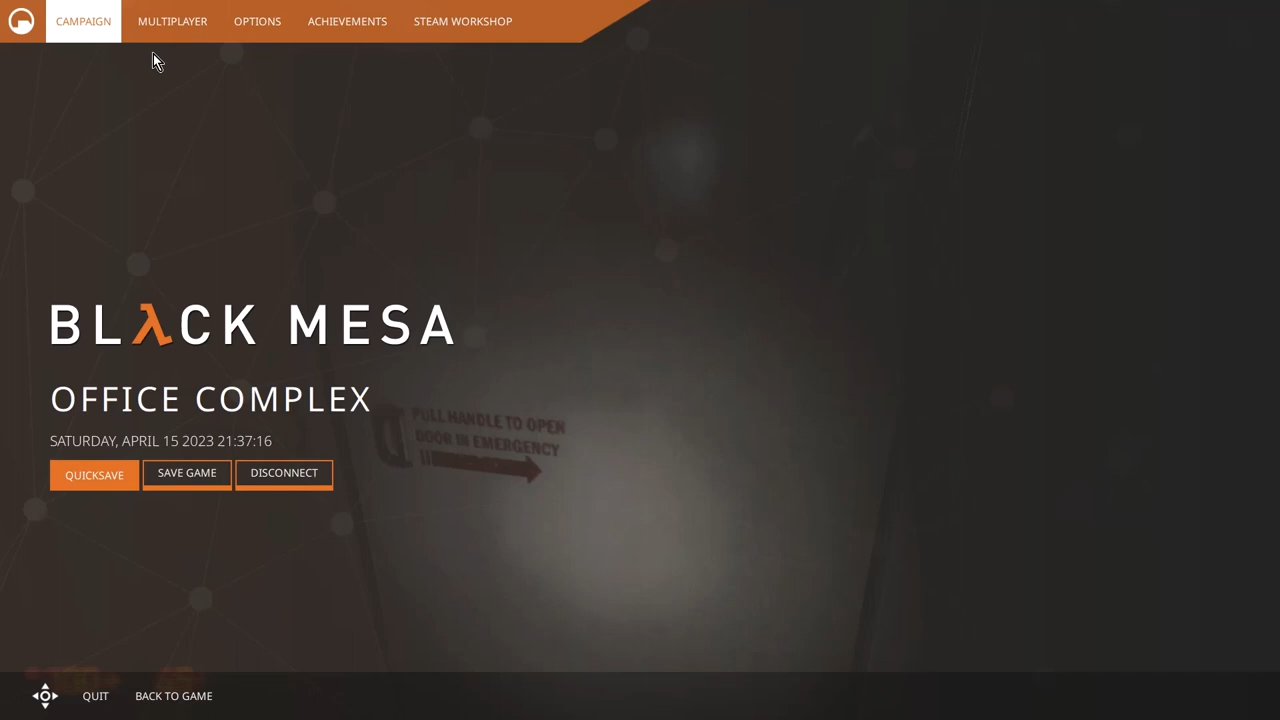 CAMPAIGN MULTIPLAYER OPTIONS ACHIEVEMENTS STEAM WORKSHOP
BLλCK MESA
OFFICE COMPLEX
PULL HANDLE TO OPEN
DOOR IN EMERGENCY
SATURDAY, APRIL 15 2023 21:37:16
QUICKSAVE SAVE GAME DISCONNECT
QUIT BACK TO GAME